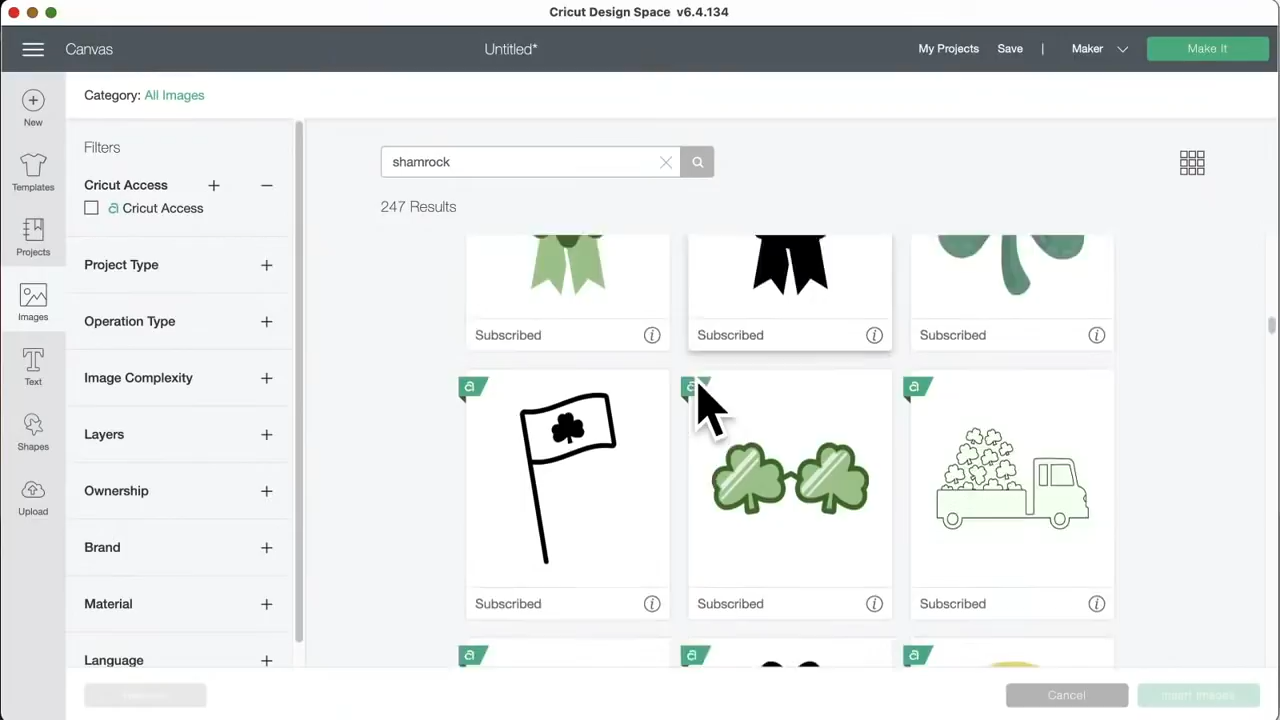 Cricut Design Space v6.4.134
Canvas
Untitled*
My Projects
Save
|
Maker
Make It
New
Templates
Projects
Images
Text
Shapes
Upload
Category: All Images
Filters
Cricut Access
Cricut Access
Project Type
Operation Type
Image Complexity
Layers
Ownership
Brand
Material
Language
shamrock
247 Results
Subscribed
Subscribed
Subscribed
Subscribed
Subscribed
Subscribed
Cancel
Insert Images